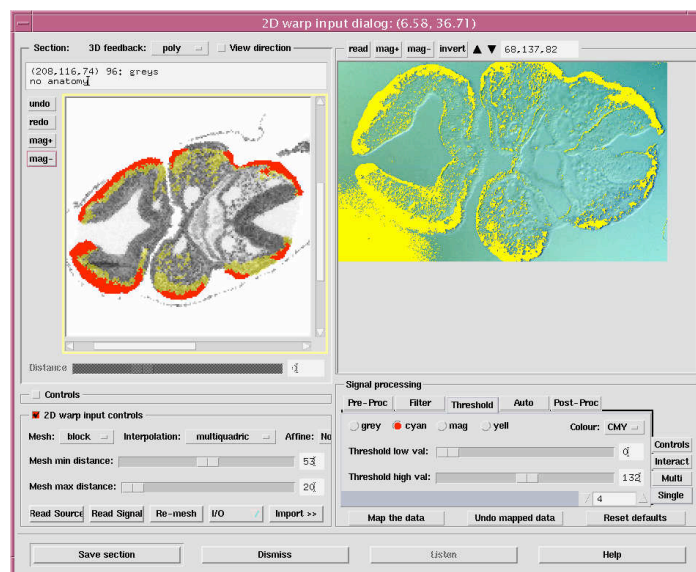 2D warp input dialog: (6.58, 36.71)
Section: 3D feedback: poly View direction
(208,116,74) 96: greys
no anatomy
undo
redo
mag+
mag-
Distance
read mag+ mag- invert 68,137,82
Controls
2D warp input controls
Mesh: block Interpolation: multiquadric Affine: No
Mesh min distance: 53
Mesh max distance: 20
Read Source Read Signal Re-mesh I/O Import >>
Signal processing
Pre-Proc Filter Threshold Auto Post-Proc
grey cyan mag yell Colour: CMY
Threshold low val: 0
Threshold high val: 132
/ 4
Controls
Interact
Multi
Single
Map the data Undo mapped data Reset defaults
Save section Dismiss Listen Help